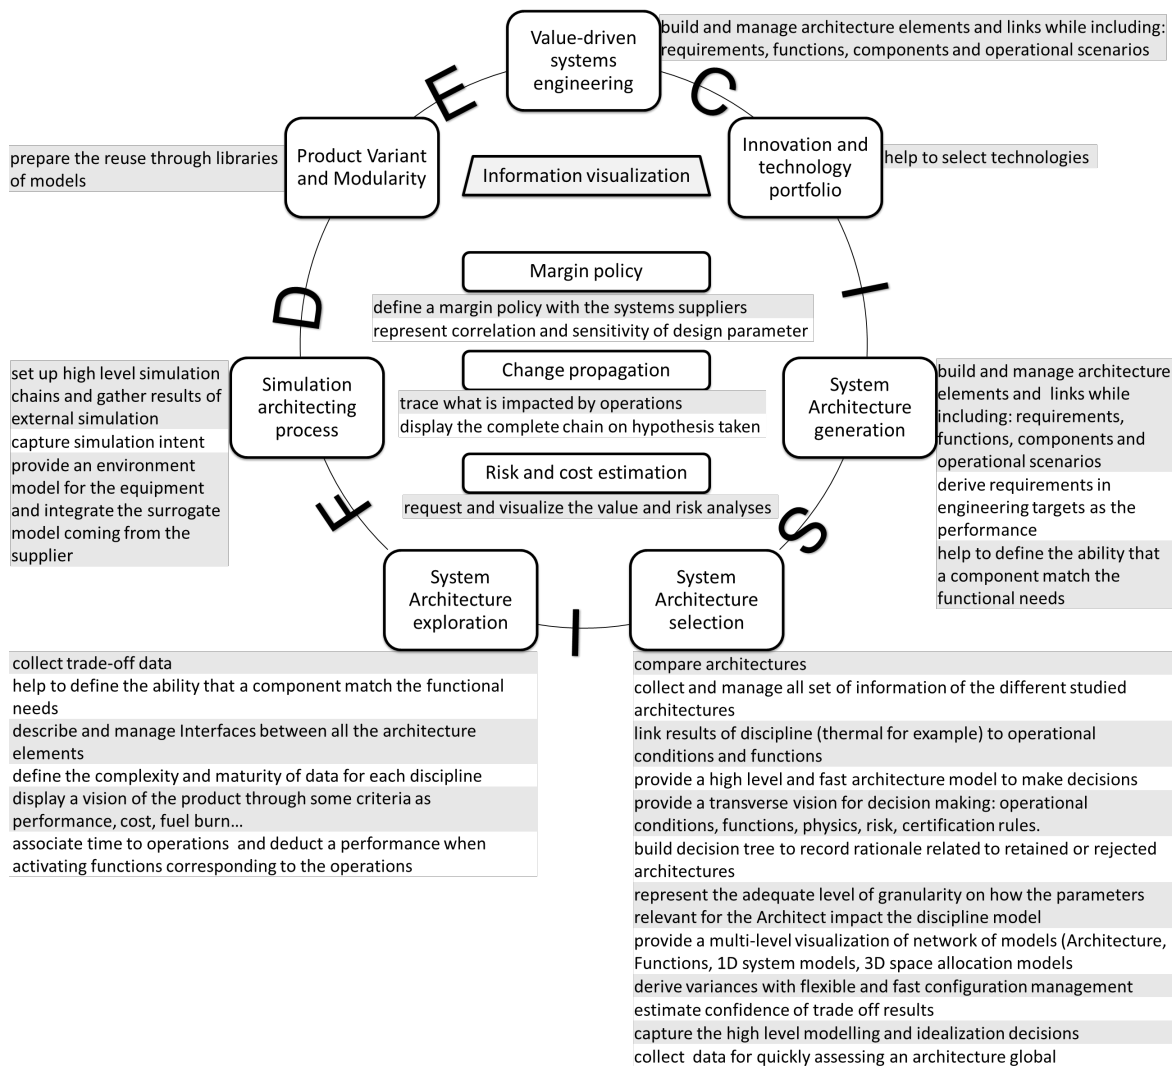 Value-driven
systems
engineering
build and manage architecture elements and links while including:
requirements, functions, components and operational scenarios
E
C
Product Variant
and Modularity
prepare the reuse through libraries
of models
Information visualization
Innovation and
technology
portfolio
help to select technologies
Margin policy
define a margin policy with the systems suppliers
represent correlation and sensitivity of design parameter
D
I
Change propagation
trace what is impacted by operations
display the complete chain on hypothesis taken
Risk and cost estimation
request and visualize the value and risk analyses
Simulation
architecting
process
set up high level simulation
chains and gather results of
external simulation
capture simulation intent
provide an environment
model for the equipment
and integrate the surrogate
model coming from the
supplier
System
Architecture
generation
build and manage architecture
elements and links while
including: requirements,
functions, components and
operational scenarios
derive requirements in
engineering targets as the
performance
help to define the ability that
a component match the
functional needs
F
S
I
System
Architecture
exploration
collect trade-off data
help to define the ability that a component match the functional
needs
describe and manage Interfaces between all the architecture
elements
define the complexity and maturity of data for each discipline
display a vision of the product through some criteria as
performance, cost, fuel burn...
associate time to operations and deduct a performance when
activating functions corresponding to the operations
System
Architecture
selection
compare architectures
collect and manage all set of information of the different studied
architectures
link results of discipline (thermal for example) to operational
conditions and functions
provide a high level and fast architecture model to make decisions
provide a transverse vision for decision making: operational
conditions, functions, physics, risk, certification rules.
build decision tree to record rationale related to retained or rejected
architectures
represent the adequate level of granularity on how the parameters
relevant for the Architect impact the discipline model
provide a multi-level visualization of network of models (Architecture,
Functions, 1D system models, 3D space allocation models
derive variances with flexible and fast configuration management
estimate confidence of trade off results
capture the high level modelling and idealization decisions
collect data for quickly assessing an architecture global